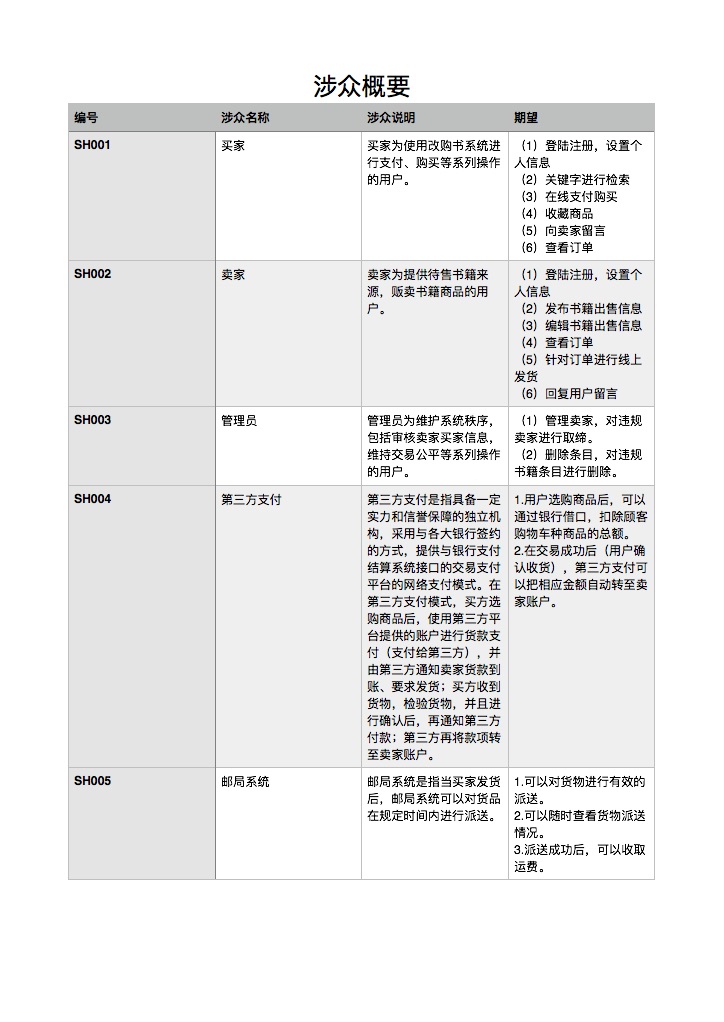 涉众概要
编号 涉众名称 涉众说明 期望
SH001 买家 买家为使用改购书系统进
行支付、购买等系列操作
的用户。
（1）登陆注册，设置个
人信息
（2）关键字进行检索
（3）在线支付购买
（4）收藏商品
（5）向卖家留言
（6）查看订单
SH002 卖家 卖家为提供待售书籍来
源，贩卖书籍商品的用
户。
（1）登陆注册，设置个
人信息
（2）发布书籍出售信息
（3）编辑书籍出售信息
（4）查看订单
（5）针对订单进行线上
发货
（6）回复用户留言
SH003 管理员 管理员为维护系统秩序，
包括审核卖家买家信息，
维持交易公平等系列操作
的用户。
（1）管理卖家，对违规
卖家进行取缔。
（2）删除条目，对违规
书籍条目进行删除。
SH004 第三方支付 第三方支付是指具备一定
实力和信誉保障的独立机
构，采用与各大银行签约
的方式，提供与银行支付
结算系统接口的交易支付
平台的网络支付模式。在
第三方支付模式，买方选
购商品后，使用第三方平
台提供的账户进行货款支
付（支付给第三方），并
由第三方通知卖家货款到
账、要求发货；买方收到
货物，检验货物，并且进
行确认后，再通知第三方
付款；第三方再将款项转
至卖家账户。
1.用户选购商品后，可以
通过银行借口，扣除顾客
购物车种商品的总额。
2.在交易成功后（用户确
认收货），第三方支付可
以把相应金额自动转至卖
家账户。
SH005 邮局系统 邮局系统是指当买家发货
后，邮局系统可以对货品
在规定时间内进行派送。
1.可以对货物进行有效的
派送。
2.可以随时查看货物派送
情况。
3.派送成功后，可以收取
运费。